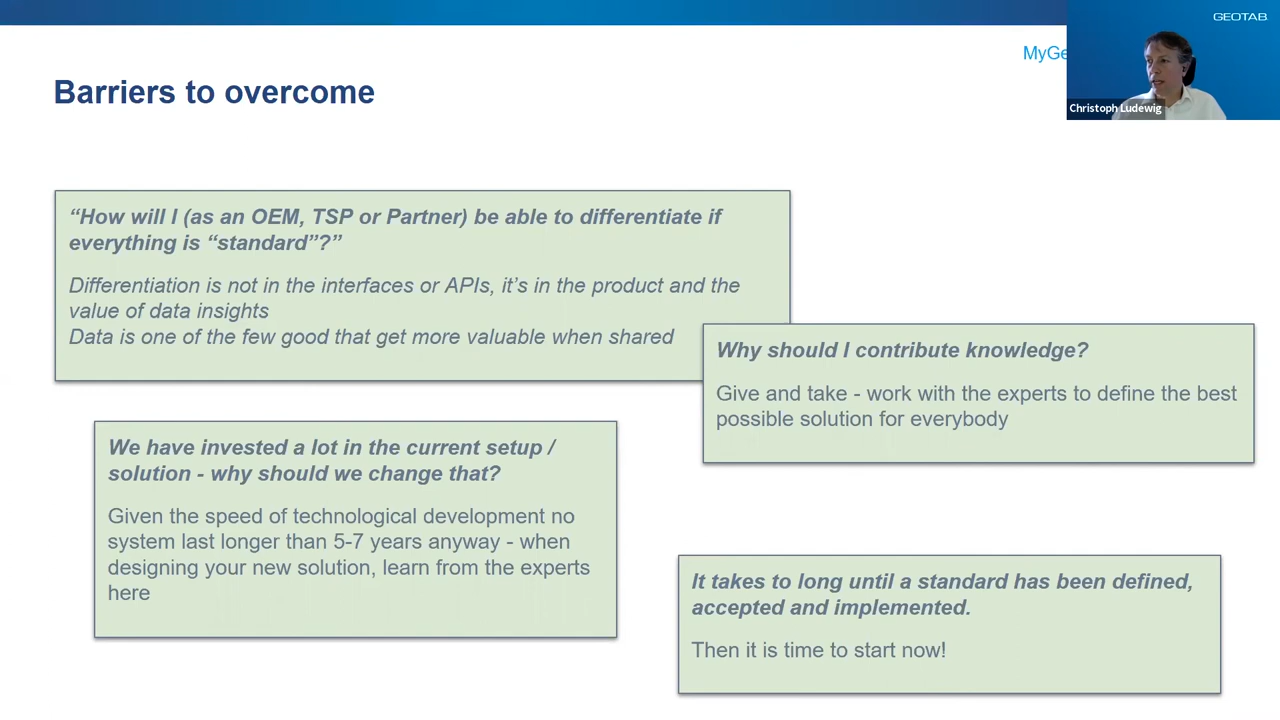 GEOTAB
MyGe
Christoph Ludewig
Barriers to overcome
“How will I (as an OEM, TSP or Partner) be able to differentiate if
everything is “standard”?”
Differentiation is not in the interfaces or APIs, it’s in the product and the
value of data insights
Data is one of the few good that get more valuable when shared
Why should I contribute knowledge?
Give and take - work with the experts to define the best
possible solution for everybody
We have invested a lot in the current setup /
solution - why should we change that?
Given the speed of technological development no
system last longer than 5-7 years anyway - when
designing your new solution, learn from the experts
here
It takes to long until a standard has been defined,
accepted and implemented.
Then it is time to start now!